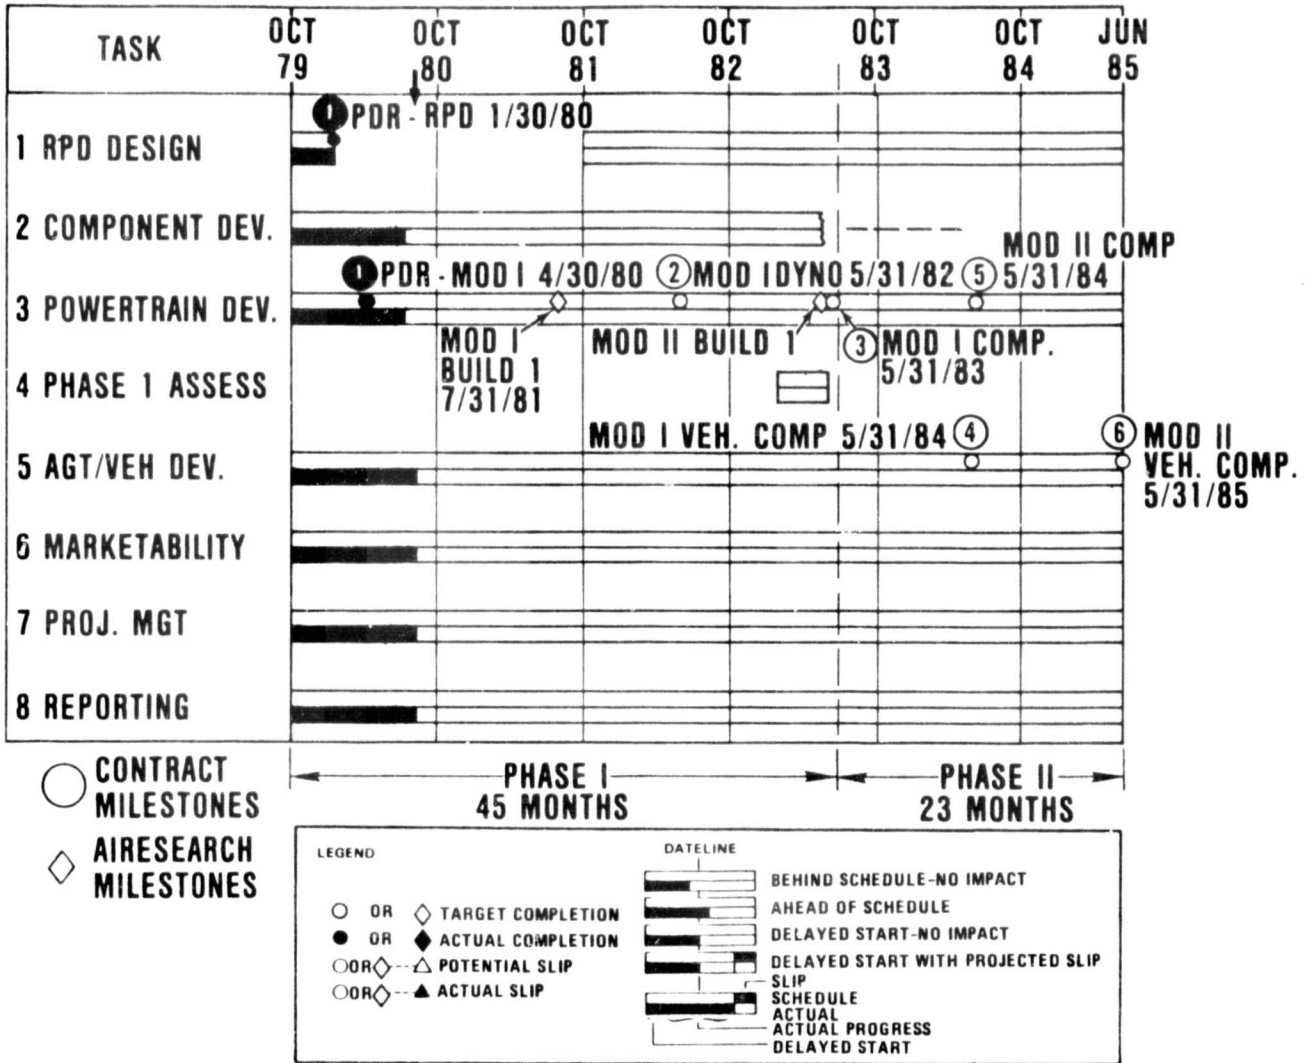 TASK
OCT 79
OCT 80
OCT 81
OCT 82
OCT 83
OCT 84
JUN 85
1 PDR - RPD 1/30/80
1 RPD DESIGN
2 COMPONENT DEV.
MOD II COMP
1 PDR - MOD I 4/30/80
2 MOD I DYNO 5/31/82
5 5/31/84
3 POWERTRAIN DEV.
MOD I
BUILD 1
7/31/81
MOD II BUILD 1
3 MOD I COMP.
5/31/83
4 PHASE 1 ASSESS
MOD I VEH. COMP 5/31/84 4
6 MOD II
VEH. COMP.
5/31/85
5 AGT/VEH DEV.
6 MARKETABILITY
7 PROJ. MGT
8 REPORTING
CONTRACT
MILESTONES
AIRESEARCH
MILESTONES
PHASE I
45 MONTHS
PHASE II
23 MONTHS
LEGEND
OR TARGET COMPLETION
OR ACTUAL COMPLETION
OR POTENTIAL SLIP
OR ACTUAL SLIP
DATELINE
BEHIND SCHEDULE-NO IMPACT
AHEAD OF SCHEDULE
DELAYED START-NO IMPACT
DELAYED START WITH PROJECTED SLIP
SLIP
SCHEDULE
ACTUAL
ACTUAL PROGRESS
DELAYED START